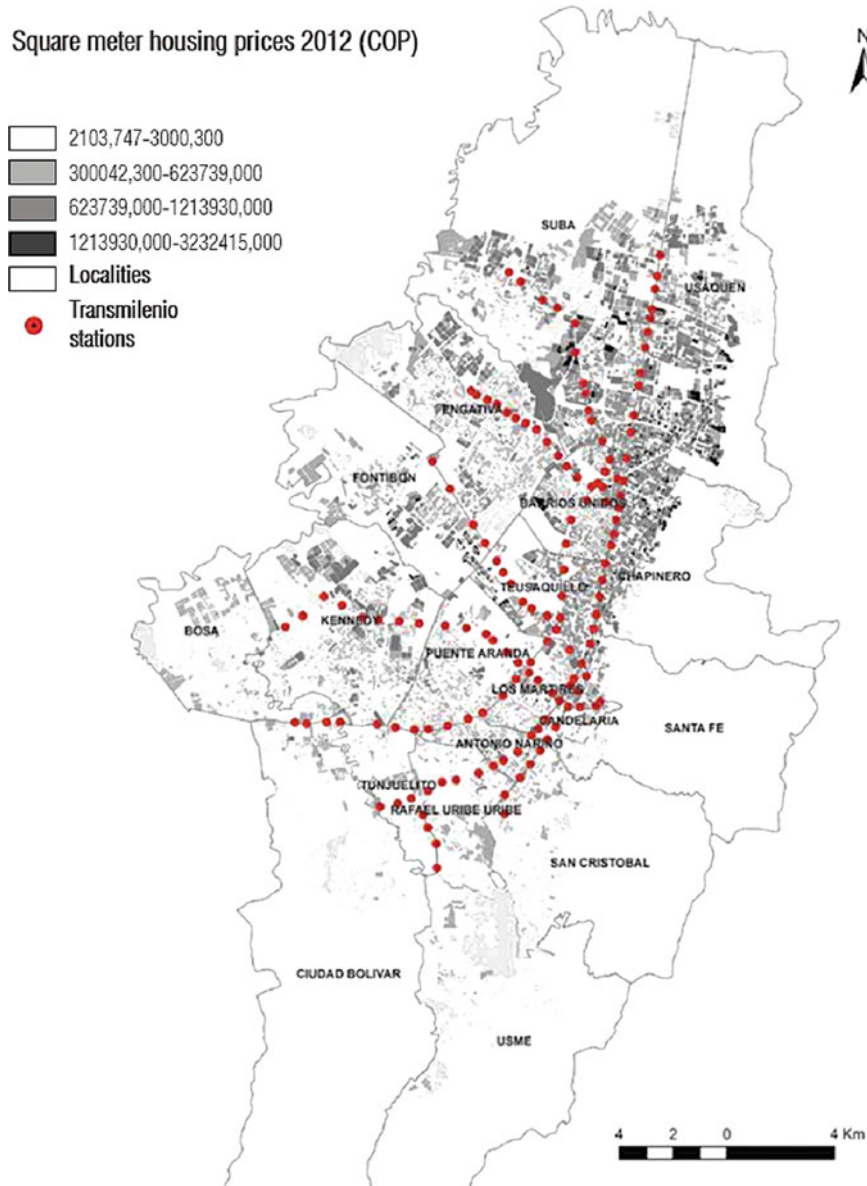 Square meter housing prices 2012 (COP)
N
2103,747-3000,300
300042,300-623739,000
623739,000-1213930,000
1213930,000-3232415,000
Localities
Transmilenio
stations
SUBA
USAQUEN
ENGATIVA
FONTIBON
BARRIOS UNIDOS
CHAPINERO
TEUSAQUILLO
BOSA
KENNEDY
PUENTE ARANDA
LOS MARTIRES
CANDELARIA
SANTA FE
ANTONIO NARIÑO
TUNJUELITO
RAFAEL URIBE URIBE
SAN CRISTOBAL
CIUDAD BOLIVAR
USME
4 2 0 4 Km